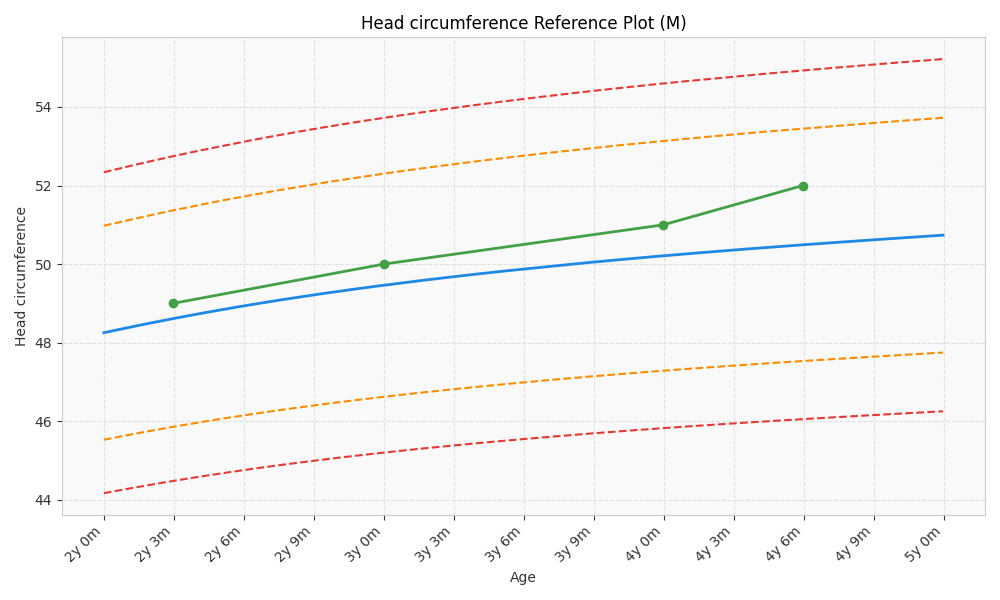 Head circumference Reference Plot (M)
Head circumference
54
52
50
48
46
44
2y 0m
2y 3m
2y 6m
2y 9m
3y 0m
3y 3m
3y 6m
3y 9m
4y 0m
4y 3m
4y 6m
4y 9m
5y 0m
Age